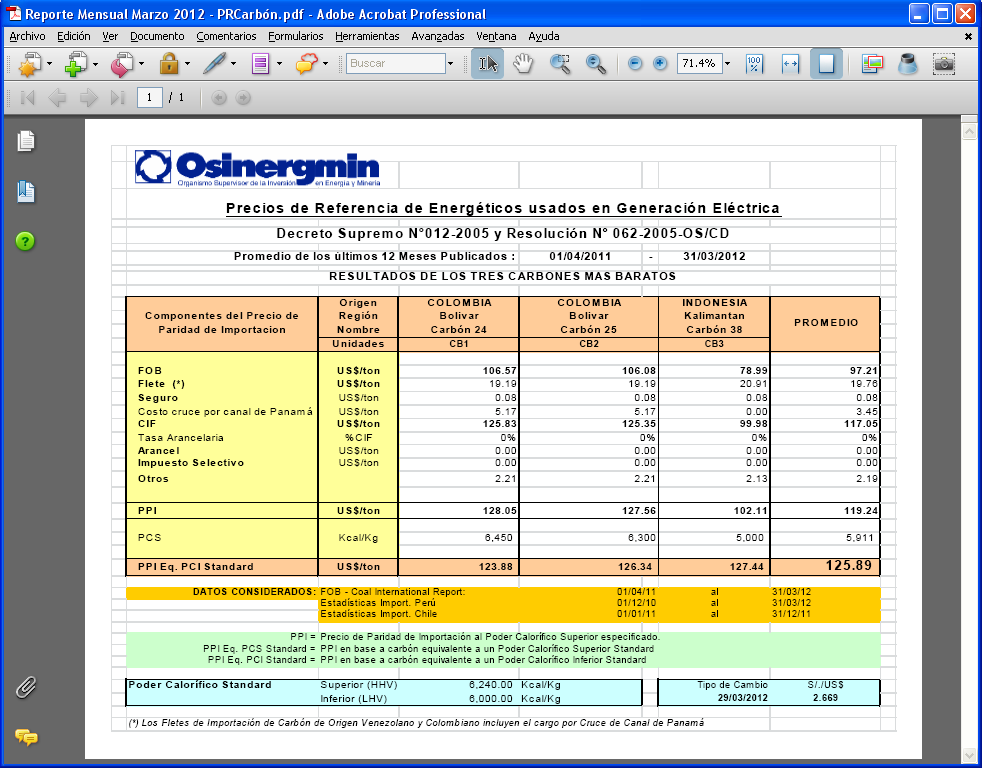 Reporte Mensual Marzo 2012 - PRCarbón.pdf - Adobe Acrobat Professional
Archivo Edición Ver Documento Comentarios Formularios Herramientas Avanzadas Ventana Ayuda
Buscar 71.4% 100 %
1 / 1
Osinergmin
Organismo Supervisor de la Inversión en Energía y Minería
Precios de Referencia de Energéticos usados en Generación Eléctrica
Decreto Supremo N°012-2005 y Resolución N° 062-2005-OS/CD
Promedio de los últimos 12 Meses Publicados : 01/04/2011 - 31/03/2012
RESULTADOS DE LOS TRES CARBONES MAS BARATOS
Componentes del Precio de Paridad de Importacion
Origen COLOMBIA COLOMBIA INDONESIA PROMEDIO
Región Bolivar Bolivar Kalimantan
Nombre Carbón 24 Carbón 25 Carbón 38
Unidades CB1 CB2 CB3
FOB US$/ton 106.57 106.08 78.99 97.21
Flete (*) US$/ton 19.19 19.19 20.91 19.76
Seguro US$/ton 0.08 0.08 0.08 0.08
Costo cruce por canal de Panamá US$/ton 5.17 5.17 0.00 3.45
CIF US$/ton 125.83 125.35 99.98 117.05
Tasa Arancelaria %CIF 0% 0% 0% 0%
Arancel US$/ton 0.00 0.00 0.00 0.00
Impuesto Selectivo US$/ton 0.00 0.00 0.00 0.00
Otros 2.21 2.21 2.13 2.19
PPI US$/ton 128.05 127.56 102.11 119.24
PCS Kcal/Kg 6,450 6,300 5,000 5,911
PPI Eq. PCI Standard US$/ton 123.88 126.34 127.44 125.89
DATOS CONSIDERADOS: FOB - Coal International Report: 01/04/11 al 31/03/12
Estadísticas Import. Perú 01/12/10 al 31/03/12
Estadísticas Import. Chile 01/01/11 al 31/12/11
PPI = Precio de Paridad de Importación al Poder Calorífico Superior especificado.
PPI Eq. PCS Standard = PPI en base a carbón equivalente a un Poder Calorífico Superior Standard
PPI Eq. PCI Standard = PPI en base a carbón equivalente a un Poder Calorífico Inferior Standard
Poder Calorífico Standard Superior (HHV) 6,240.00 Kcal/Kg Tipo de Cambio S/./US$
Inferior (LHV) 6,000.00 Kcal/Kg 29/03/2012 2.669
(*) Los Fletes de Importación de Carbón de Origen Venezolano y Colombiano incluyen el cargo por Cruce de Canal de Panamá